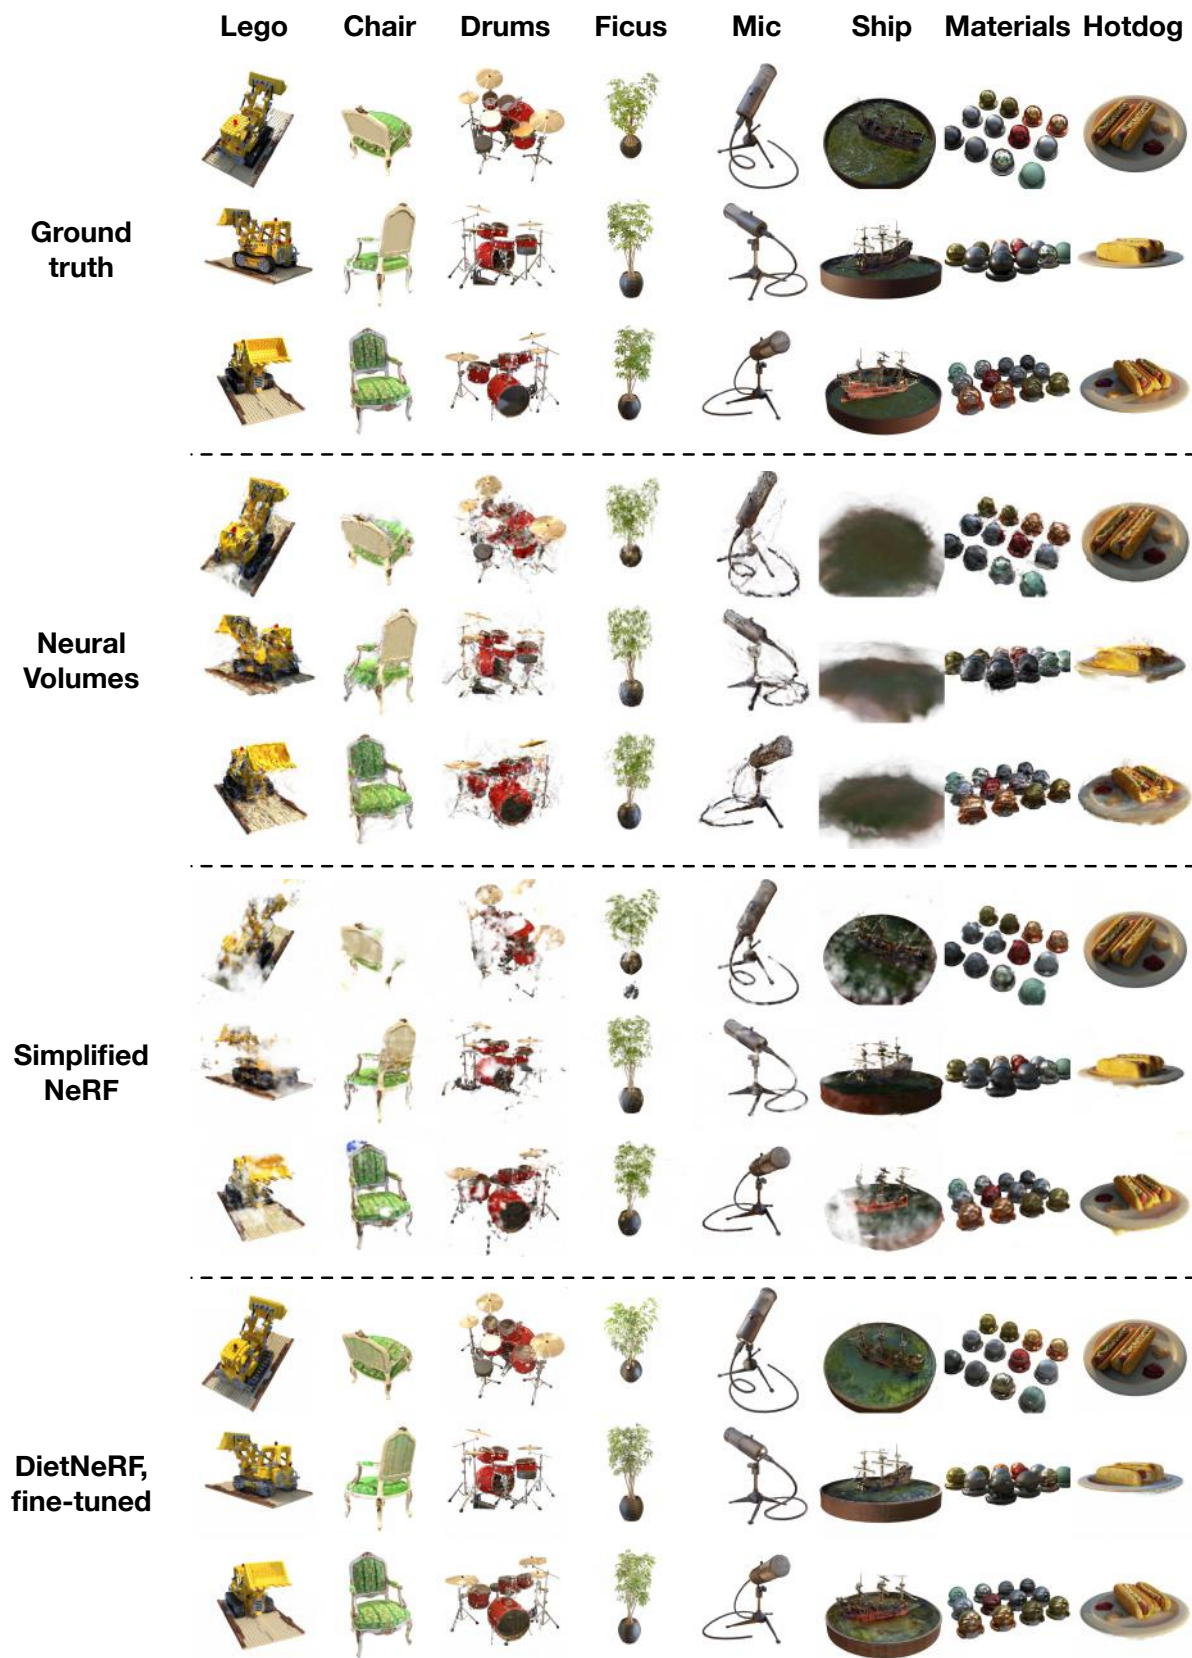 Lego Chair Drums Ficus Mic Ship Materials Hotdog
Ground
truth
Neural
Volumes
Simplified
NeRF
DietNeRF,
fine-tuned